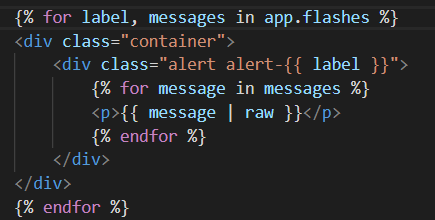 {% for label, messages in app.flashes %}
<div class="container">
    <div class="alert alert-{{ label }}">
        {% for message in messages %}
        <p>{{ message | raw }}</p>
        {% endfor %}
    </div>
</div>
{% endfor %}